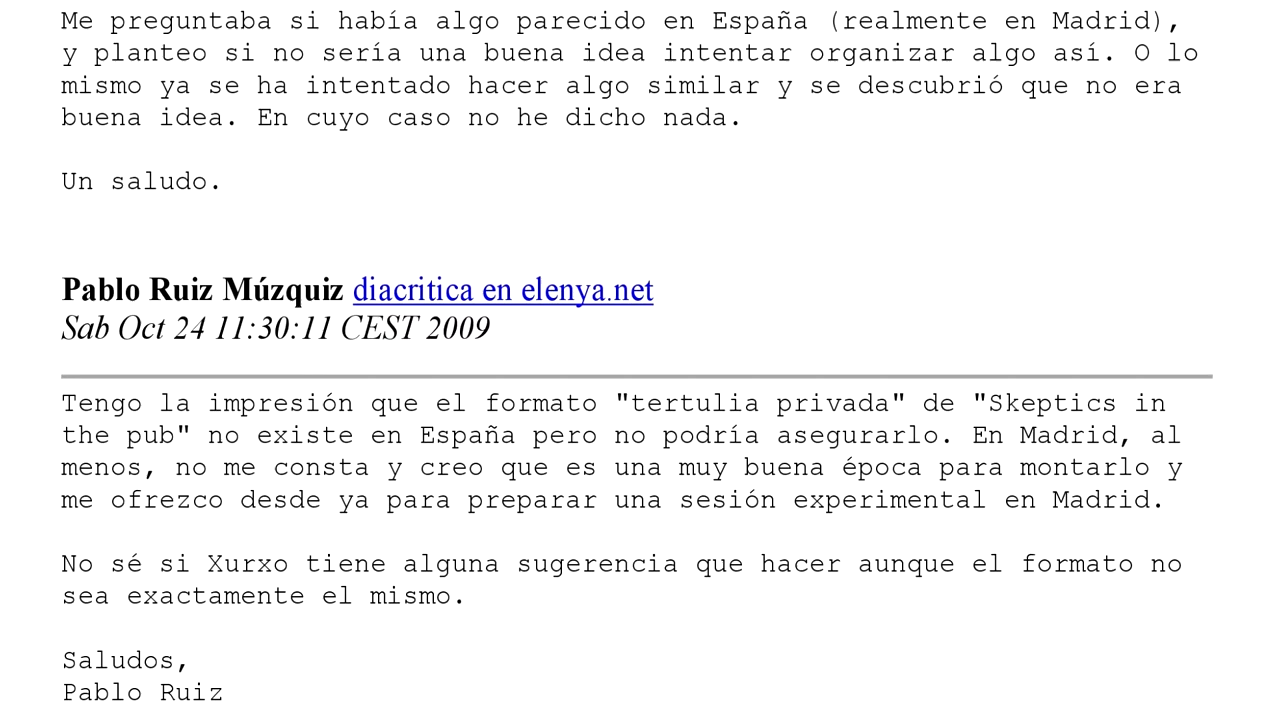 Me preguntaba si había algo parecido en España (realmente en Madrid),
y planteo si no sería una buena idea intentar organizar algo así. O lo
mismo ya se ha intentado hacer algo similar y se descubrió que no era
buena idea. En cuyo caso no he dicho nada.
Un saludo.
Pablo Ruiz Múzquiz diacritica en elenya.net
Sab Oct 24 11:30:11 CEST 2009
Tengo la impresión que el formato "tertulia privada" de "Skeptics in
the pub" no existe en España pero no podría asegurarlo. En Madrid, al
menos, no me consta y creo que es una muy buena época para montarlo y
me ofrezco desde ya para preparar una sesión experimental en Madrid.
No sé si Xurxo tiene alguna sugerencia que hacer aunque el formato no
sea exactamente el mismo.
Saludos,
Pablo Ruiz